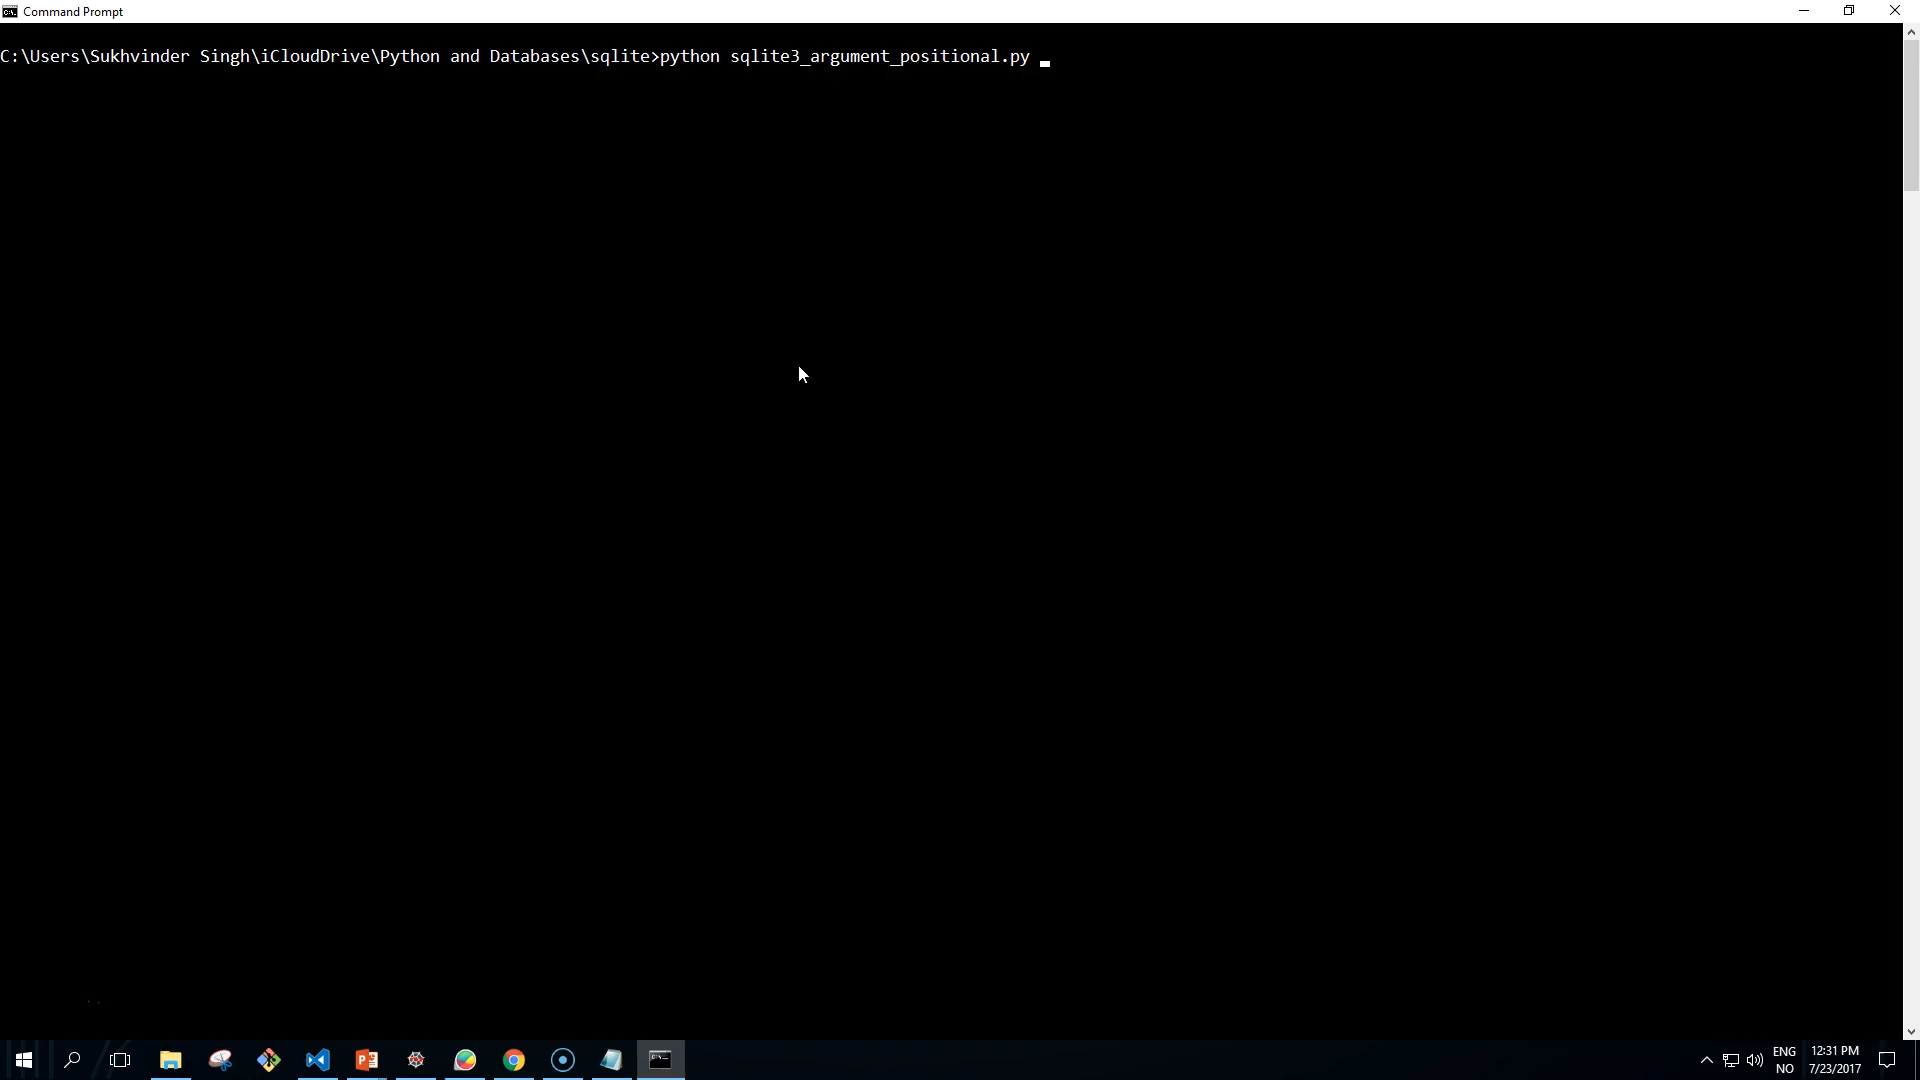 Command Prompt
C:\Users\Sukhvinder Singh\iCloudDrive\Python and Databases\sqlite>python sqlite3_argument_positional.py
ENG
NO
12:31 PM
7/23/2017